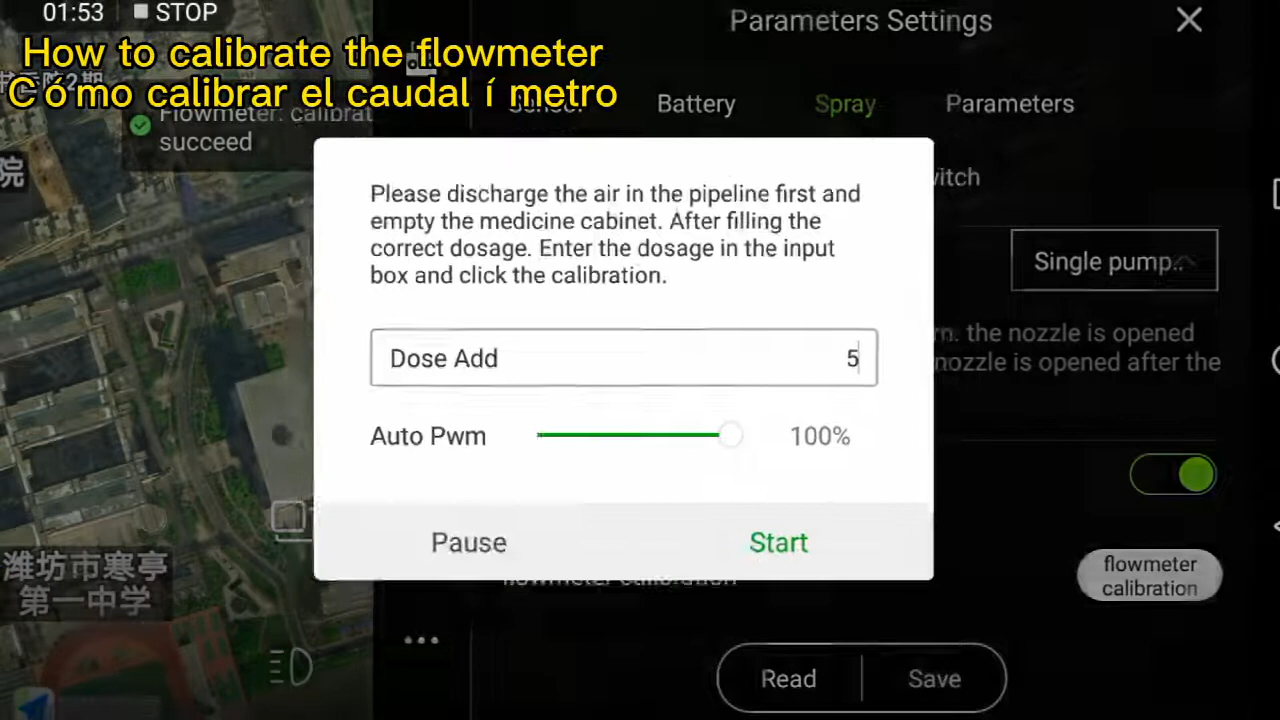 01:53 STOP
How to calibrate the flowmeter
Cómo calibrar el caudal í metro
Flowmeter: calibrat
succeed
院
Parameters Settings
Battery
Spray
Parameters
Please discharge the air in the pipeline first and
empty the medicine cabinet. After filling the
correct dosage. Enter the dosage in the input
box and click the calibration.
Dose Add 5
Auto Pwm 100%
Pause
Start
witch
Single pump..
the nozzle is opened
nozzle is opened after the
flowmeter calibration
flowmeter
calibration
潍坊市寒亭
第一中学
Read
Save